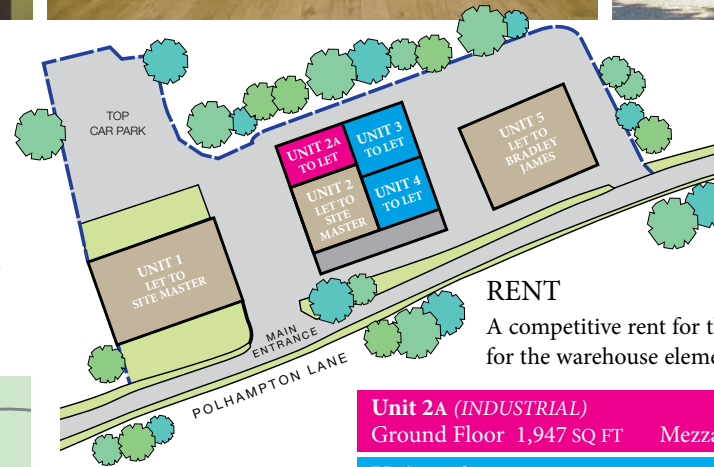 TOP
CAR PARK
UNIT 2A
TO LET
UNIT 3
TO LET
UNIT 2
LET TO
SITE
MASTER
UNIT 4
TO LET
UNIT 5
LET TO
BRADLEY
JAMES
UNIT 1
LET TO
SITE MASTER
MAIN
ENTRANCE
POLHAMPTON LANE
RENT
A competitive rent for t
for the warehouse eleme
Unit 2A (INDUSTRIAL)
Ground Floor 1,947 SQ FT Mezza